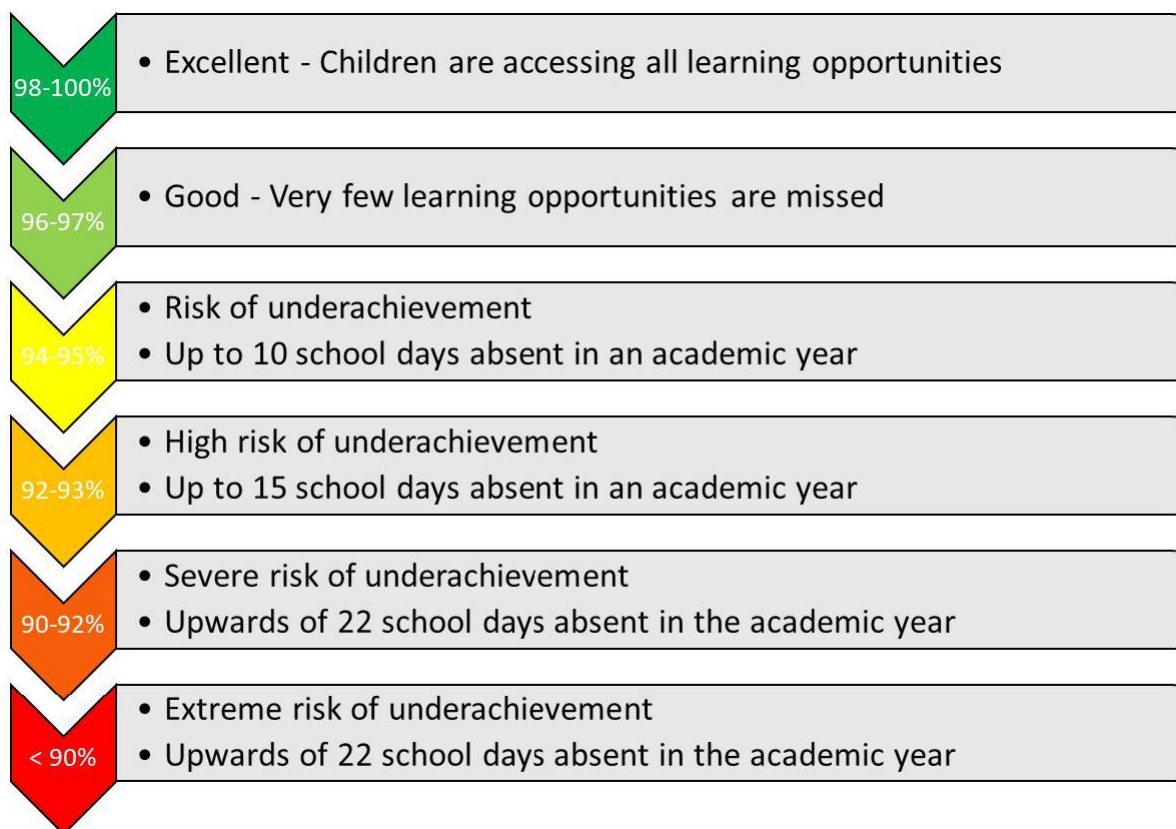 98-100%
• Excellent - Children are accessing all learning opportunities
96-97%
• Good - Very few learning opportunities are missed
94-95%
• Risk of underachievement
• Up to 10 school days absent in an academic year
92-93%
• High risk of underachievement
• Up to 15 school days absent in an academic year
90-92%
• Severe risk of underachievement
• Upwards of 22 school days absent in the academic year
< 90%
• Extreme risk of underachievement
• Upwards of 22 school days absent in the academic year